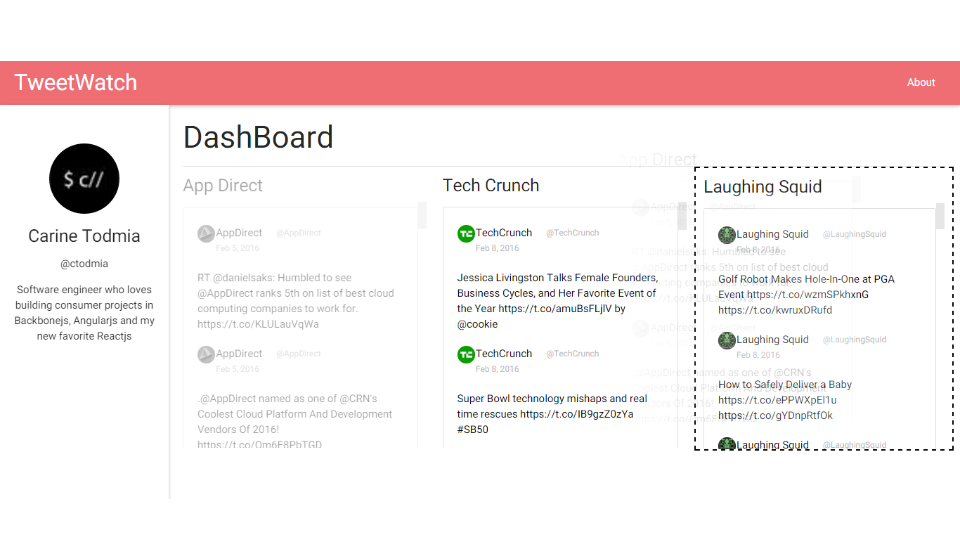 TweetWatch
About
$ c//
Carine Todmia
@ctodmia
Software engineer who loves
building consumer projects in
Backbonejs, Angularjs and my
new favorite Reactjs
DashBoard
App Direct
AppDirect @AppDirect
Feb 5, 2016
RT @danielsaks: Humbled to see
@AppDirect ranks 5th on list of best cloud
computing companies to work for.
https://t.co/KLULauVqWa
AppDirect @AppDirect
Feb 5, 2016
.@AppDirect named as one of @CRN's
Coolest Cloud Platform And Development
Vendors Of 2016!
https://t.co/Om6F8PbTGD
Tech Crunch
TechCrunch @TechCrunch
Feb 8, 2016
Jessica Livingston Talks Female Founders,
Business Cycles, and Her Favorite Event of
the Year https://t.co/amuBsFLjIV by
@cookie
TechCrunch @TechCrunch
Feb 8, 2016
Super Bowl technology mishaps and real
time rescues https://t.co/IB9gzZ0zYa
#SB50
App Direct
Laughing Squid
Laughing Squid @LaughingSquid
Feb 8, 2016
Golf Robot Makes Hole-In-One at PGA
Event https://t.co/wzmSPkhxnG
https://t.co/kwruxDRufd
Laughing Squid @LaughingSquid
Feb 8, 2016
How to Safely Deliver a Baby
https://t.co/ePPWXpEl1u
https://t.co/gYDnpRtfOk
Laughing Squid @LaughingSquid